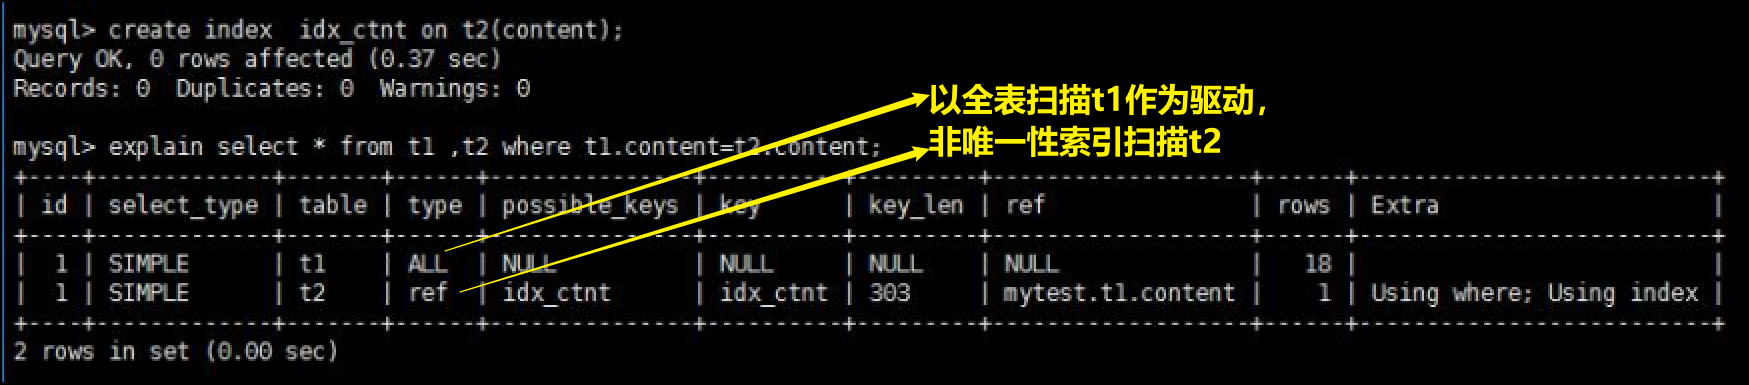 mysql> create index  idx_ctnt on t2(content);
Query OK, 0 rows affected (0.37 sec)
Records: 0  Duplicates: 0  Warnings: 0
以全表扫描t1作为驱动，
非唯一性索引扫描t2
mysql> explain select * from t1 ,t2 where t1.content=t2.content;
+----+-------------+-------+------+---------------+----------+---------+-------------------+------+--------------------------+
| id | select_type | table | type | possible_keys | key      | key_len | ref               | rows | Extra                    |
+----+-------------+-------+------+---------------+----------+---------+-------------------+------+--------------------------+
|  1 | SIMPLE      | t1    | ALL  | NULL          | NULL     | NULL    | NULL              |   18 |                          |
|  1 | SIMPLE      | t2    | ref  | idx_ctnt      | idx_ctnt | 303     | mytest.t1.content |    1 | Using where; Using index |
+----+-------------+-------+------+---------------+----------+---------+-------------------+------+--------------------------+
2 rows in set (0.00 sec)